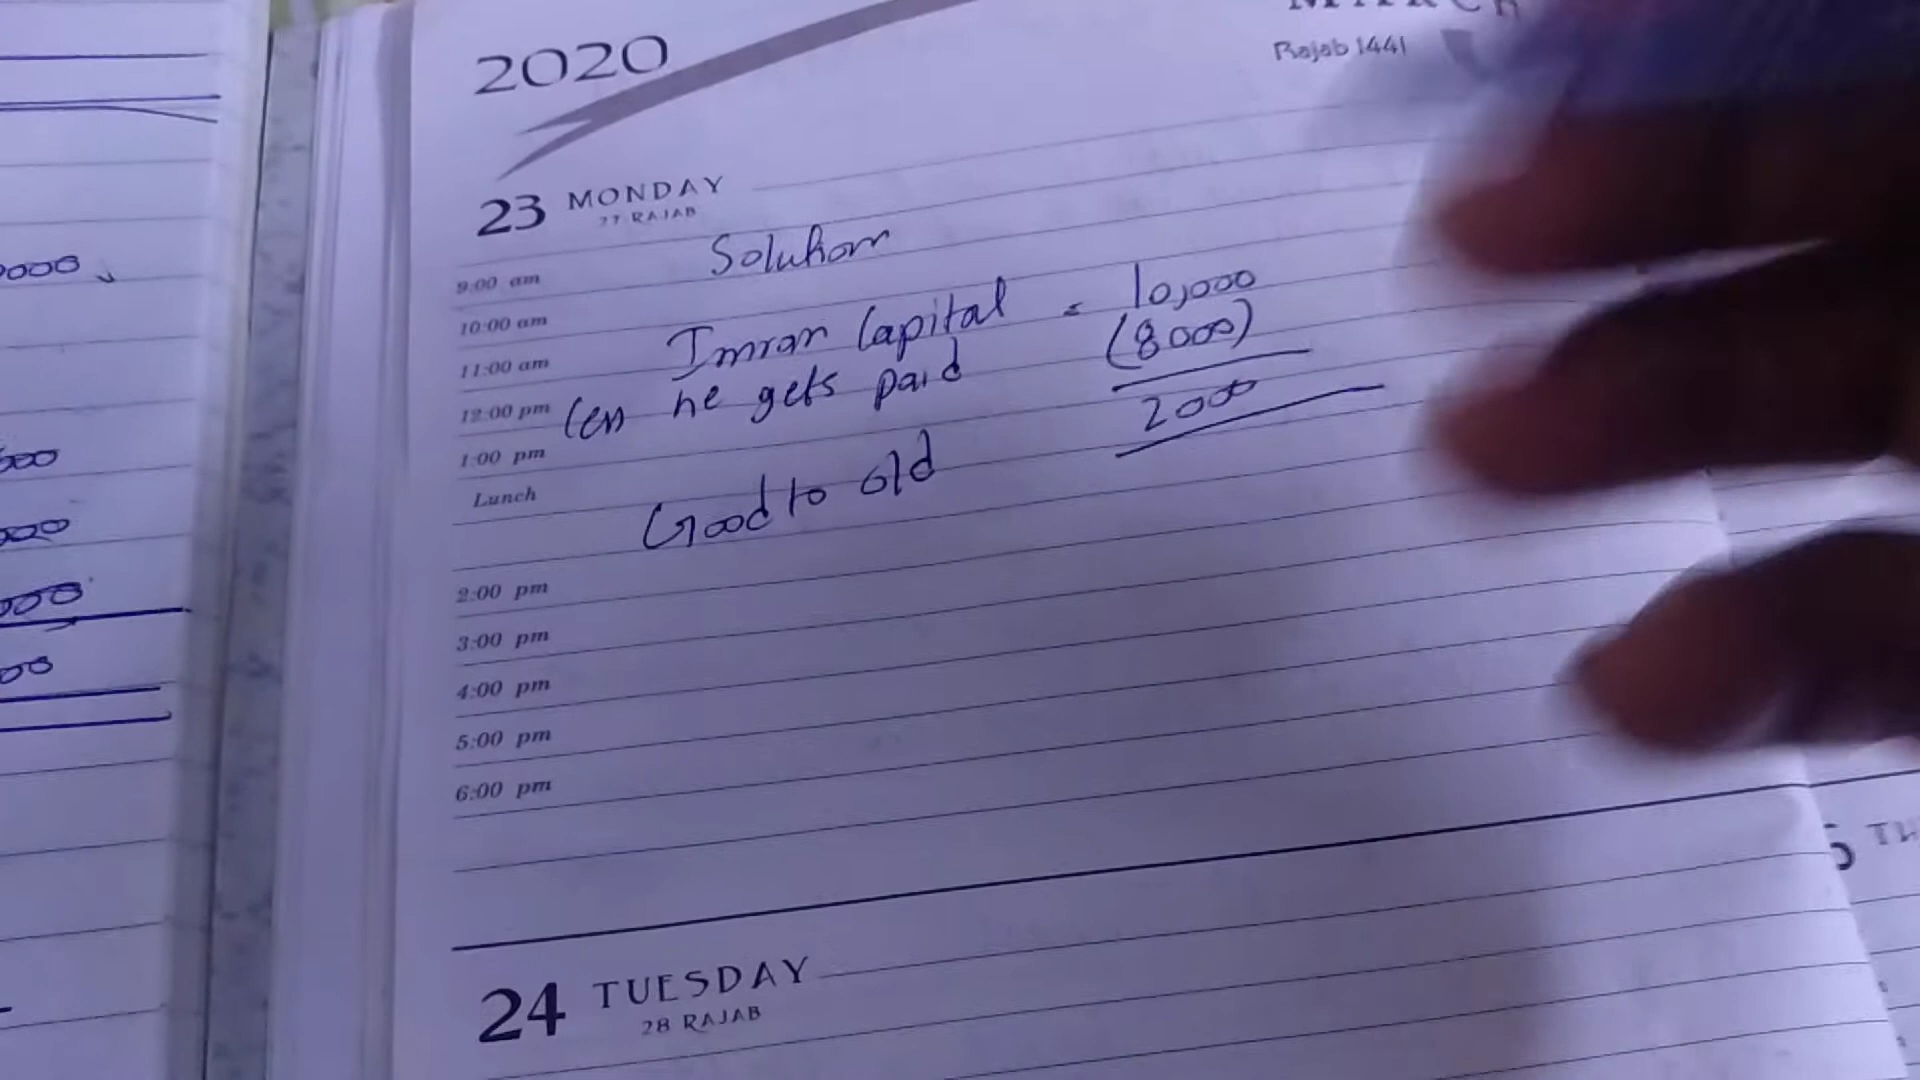 2020
Rajab 1441
23 MONDAY
27 RAJAB
Solution
9:00 am
10:00 am
Imran Capital = 10,000
11:00 am
(8000)
12:00 pm
he gets paid
2000
1:00 pm
Lunch
Good to old
2:00 pm
3:00 pm
4:00 pm
5:00 pm
6:00 pm
24 TUESDAY
28 RAJAB